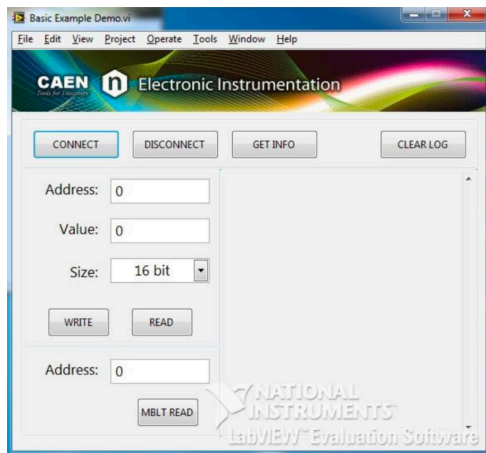 Basic Example Demo.vi
File Edit View Project Operate Tools Window Help
CAEN n Electronic Instrumentation
Tools for Discovery
CONNECT DISCONNECT GET INFO CLEAR LOG
Address: 0
Value: 0
Size: 16 bit
WRITE READ
Address: 0
MBLT READ
NATIONAL
INSTRUMENTS
LabVIEW™ Evaluation Software